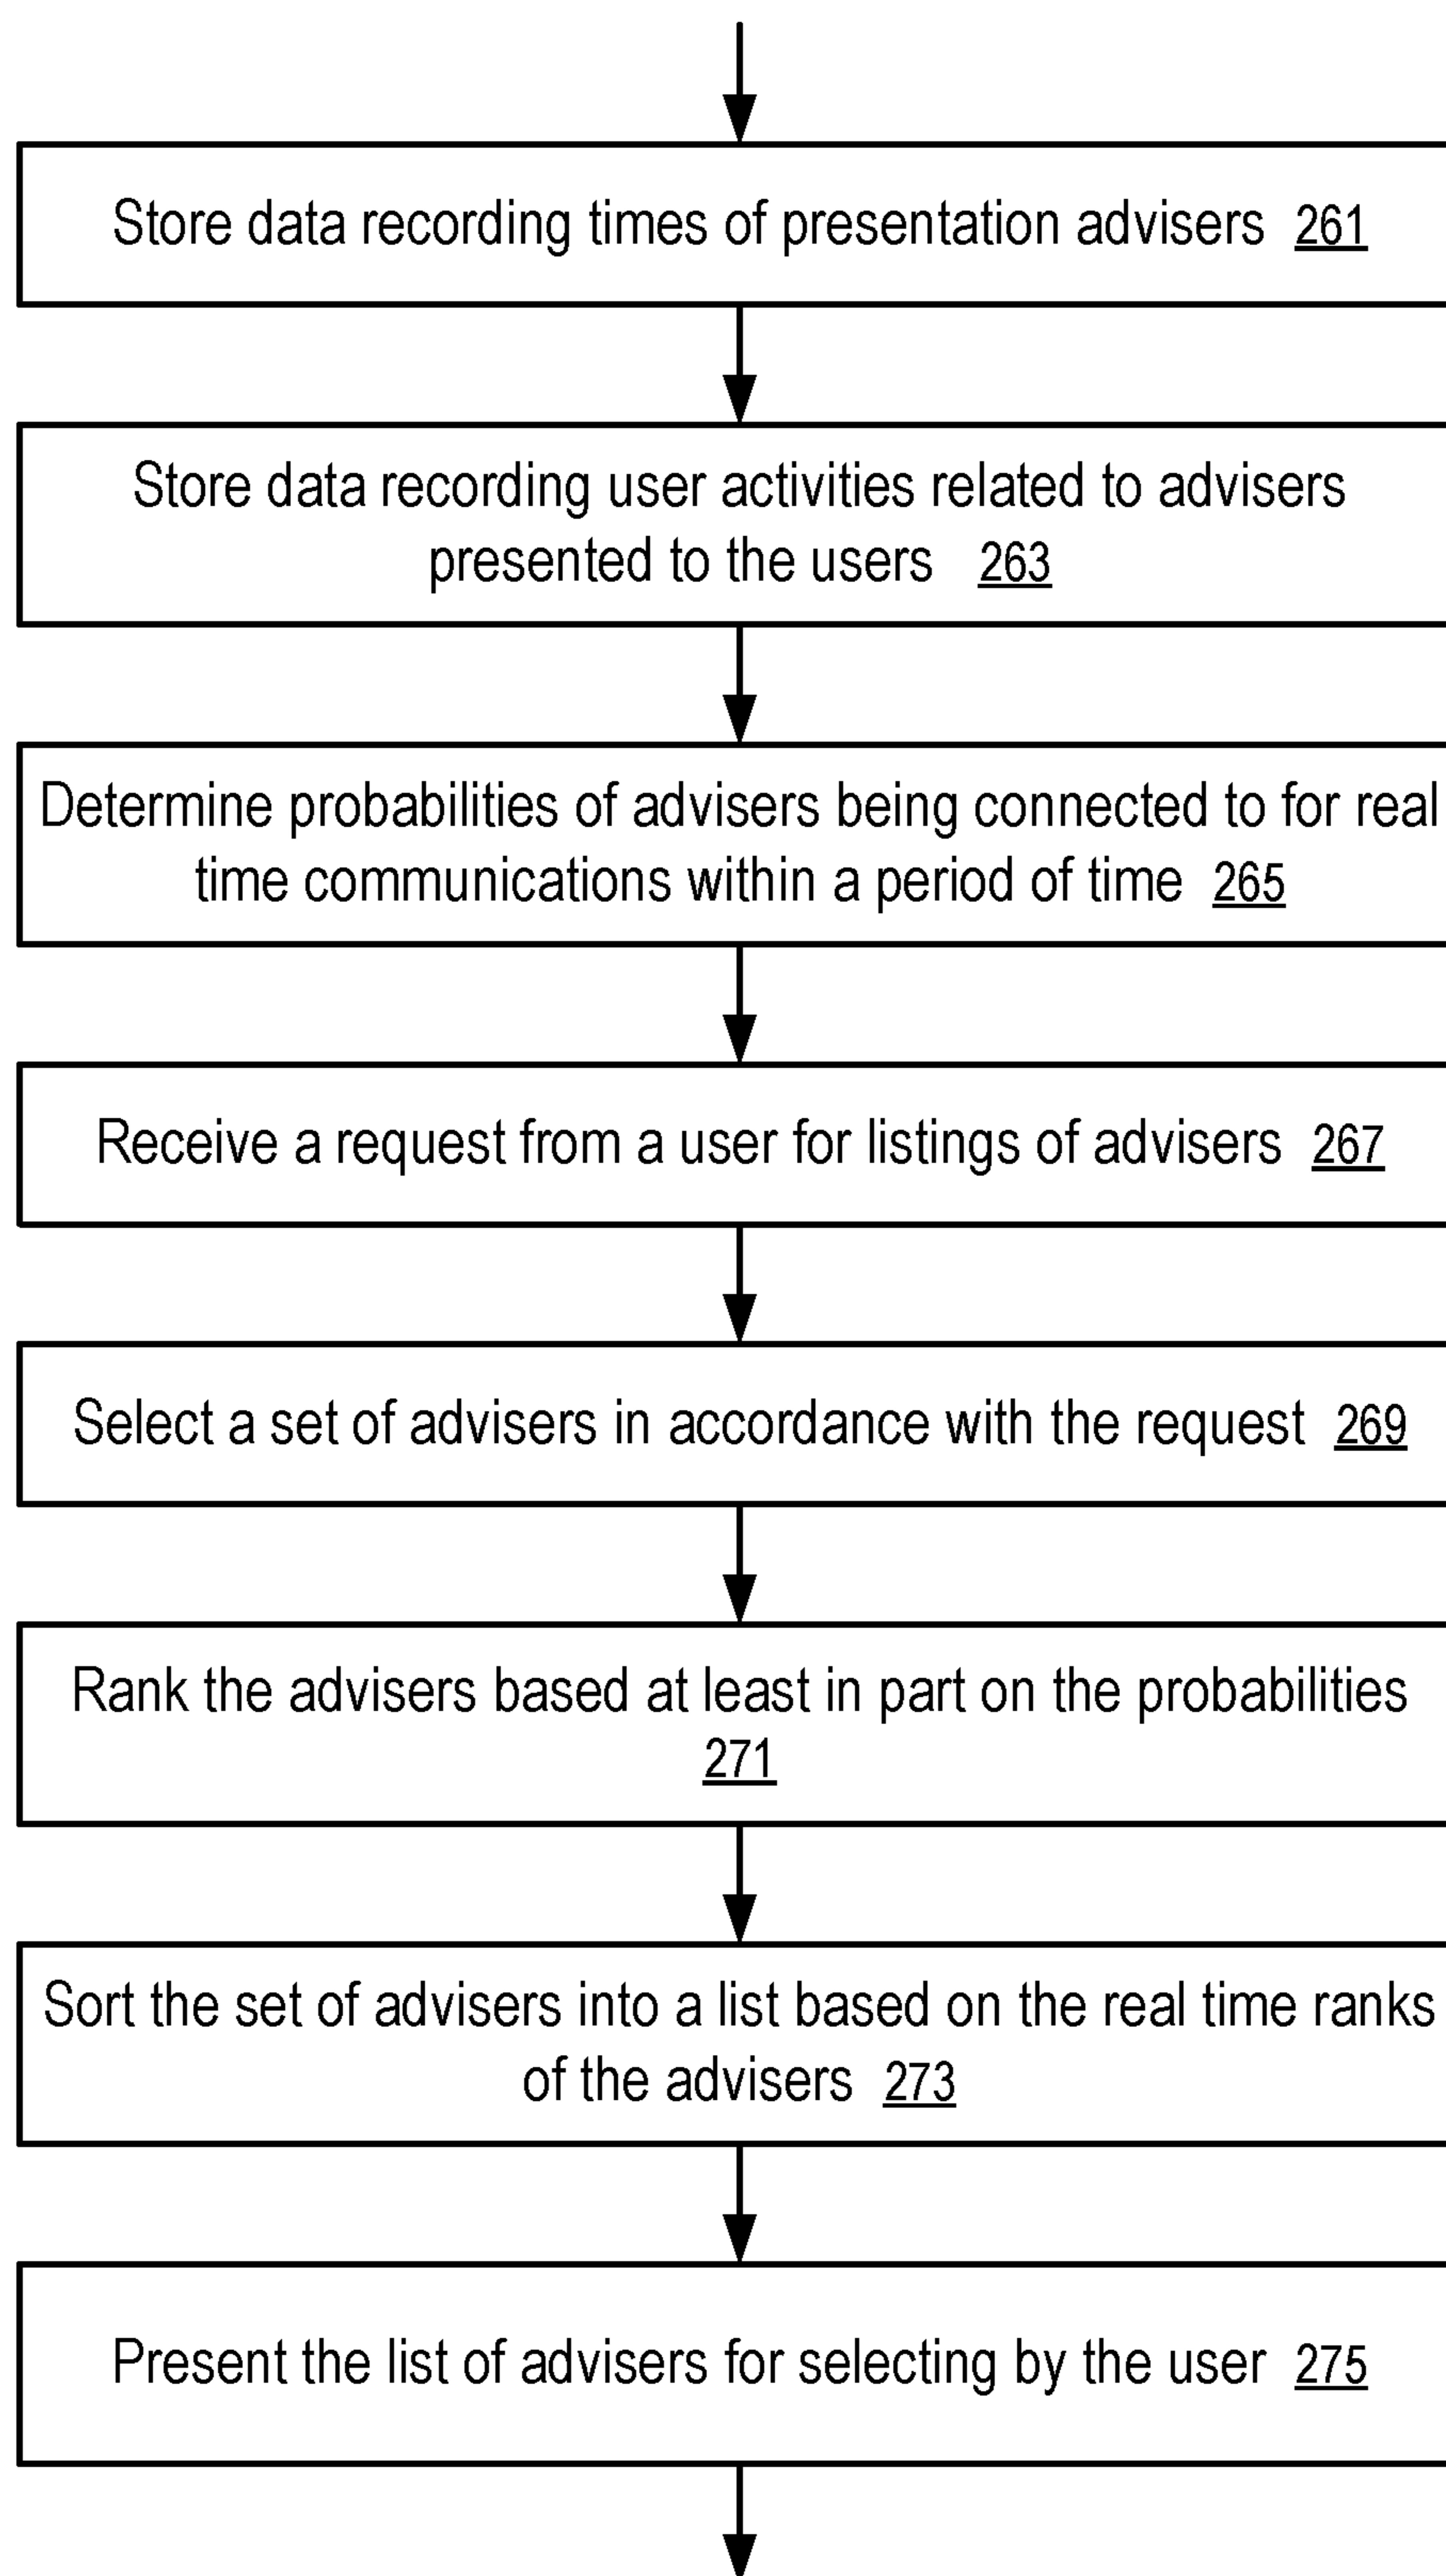 Store data recording times of presentation advisers 261
Store data recording user activities related to advisers
presented to the users 263
Determine probabilities of advisers being connected to for real
time communications within a period of time 265
Receive a request from a user for listings of advisers 267
Select a set of advisers in accordance with the request 269
Rank the advisers based at least in part on the probabilities
271
Sort the set of advisers into a list based on the real time ranks
of the advisers 273
Present the list of advisers for selecting by the user 275